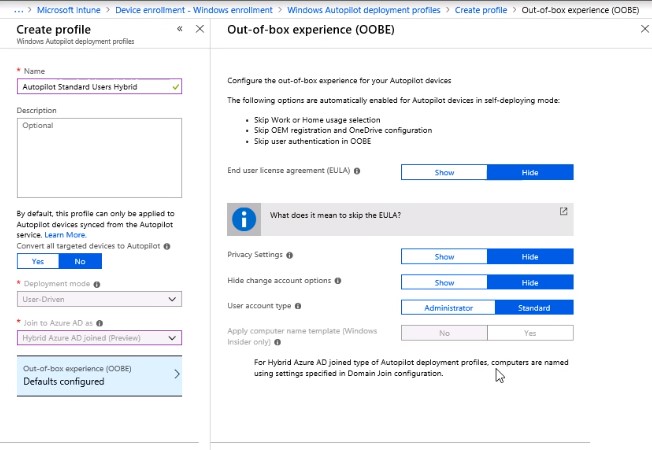 ... > Microsoft Intune > Device enrollment - Windows enrollment > Windows Autopilot deployment profiles > Create profile > Out-of-box experience (OOBE)
Create profile
Windows Autopilot deployment profiles
* Name
Autopilot Standard Users Hybrid
Description
Optional
By default, this profile can only be applied to
Autopilot devices synced from the Autopilot
service. Learn More.
Convert all targeted devices to Autopilot
Yes No
* Deployment mode
User-Driven
* Join to Azure AD as
Hybrid Azure AD joined (Preview)
Out-of-box experience (OOBE)
Defaults configured
Out-of-box experience (OOBE)
Configure the out-of-box experience for your Autopilot devices
The following options are automatically enabled for Autopilot devices in self-deploying mode:
• Skip Work or Home usage selection
• Skip OEM registration and OneDrive configuration
• Skip user authentication in OOBE
End user license agreement (EULA) Show Hide
What does it mean to skip the EULA?
Privacy Settings Show Hide
Hide change account options Show Hide
User account type Administrator Standard
Apply computer name template (Windows
Insider only) No Yes
For Hybrid Azure AD joined type of Autopilot deployment profiles, computers are named
using settings specified in Domain Join configuration.